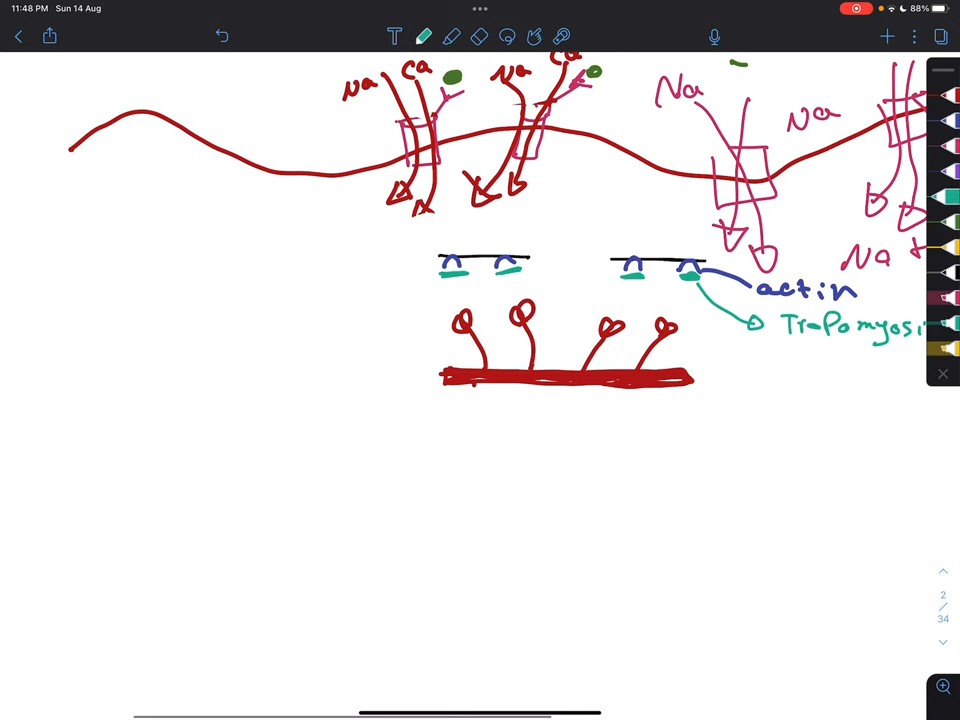 11:48 PM Sun 14 Aug
88%
Na Ca Na Ca Na Na
Na +
actin
Tropomyosi
2
/
34